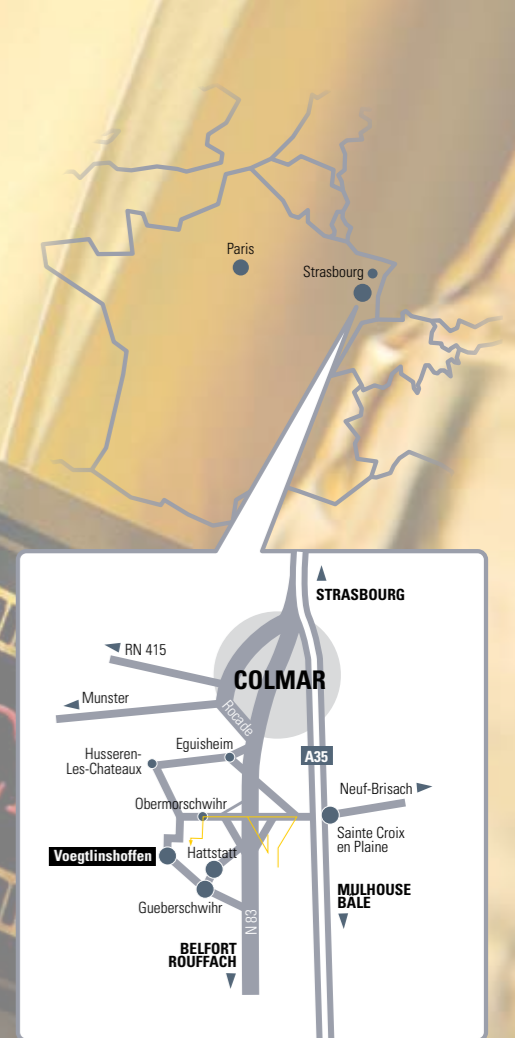 Paris
Strasbourg
STRASBOURG
RN 415
COLMAR
Munster
Rocade
Eguisheim
Husseren-
Les-Chateaux
A35
Neuf-Brisach
Obermorschwihr
Sainte Croix
en Plaine
Voegtlinshoffen
Hattstatt
MULHOUSE
BÂLE
Gueberschwihr
N 83
BELFORT
ROUFFACH